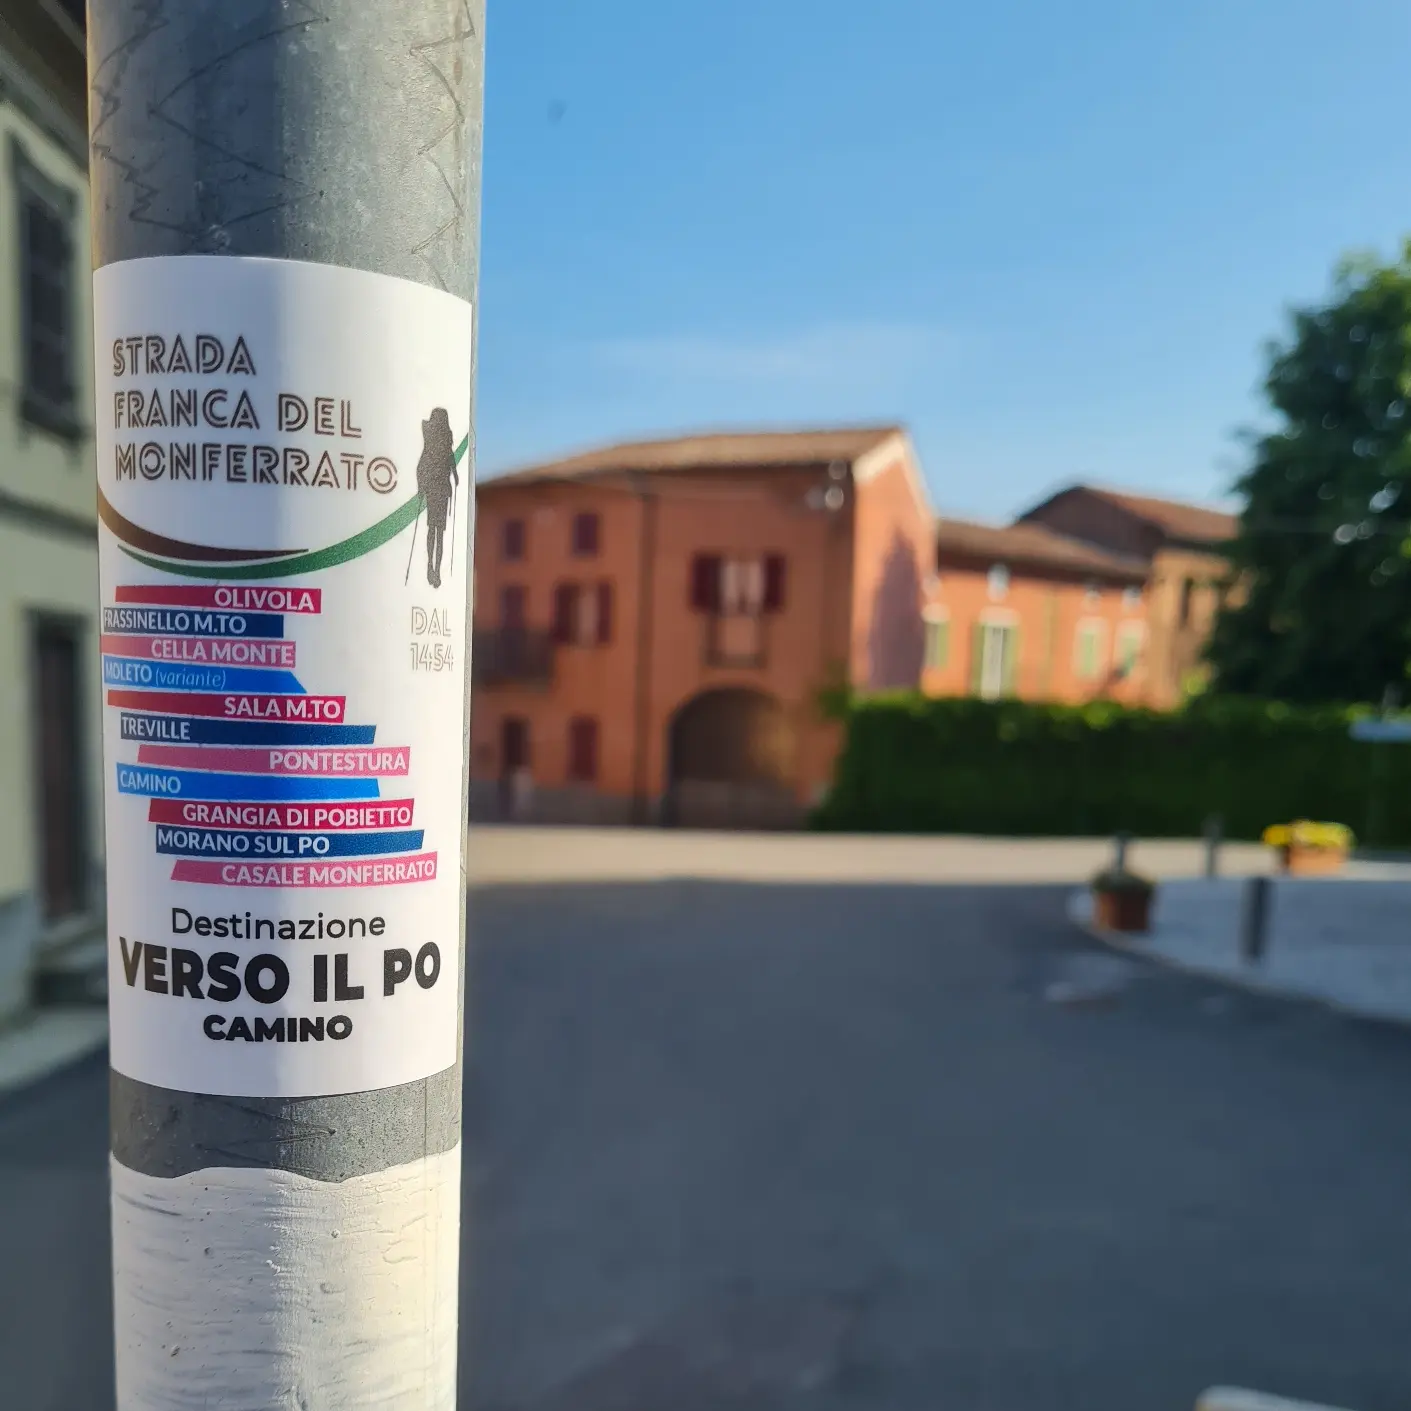 STRADA
FRANCA DEL
MONFERRATO
DAL
1454
OLIVOLA
FRASSINELLO M.TO
CELLA MONTE
MOLETO (variante)
SALA M.TO
TREVILLE
PONTESTURA
CAMINO
GRANGIA DI POBIETTO
MORANO SUL PO
CASALE MONFERRATO
Destinazione
VERSO IL PO
CAMINO